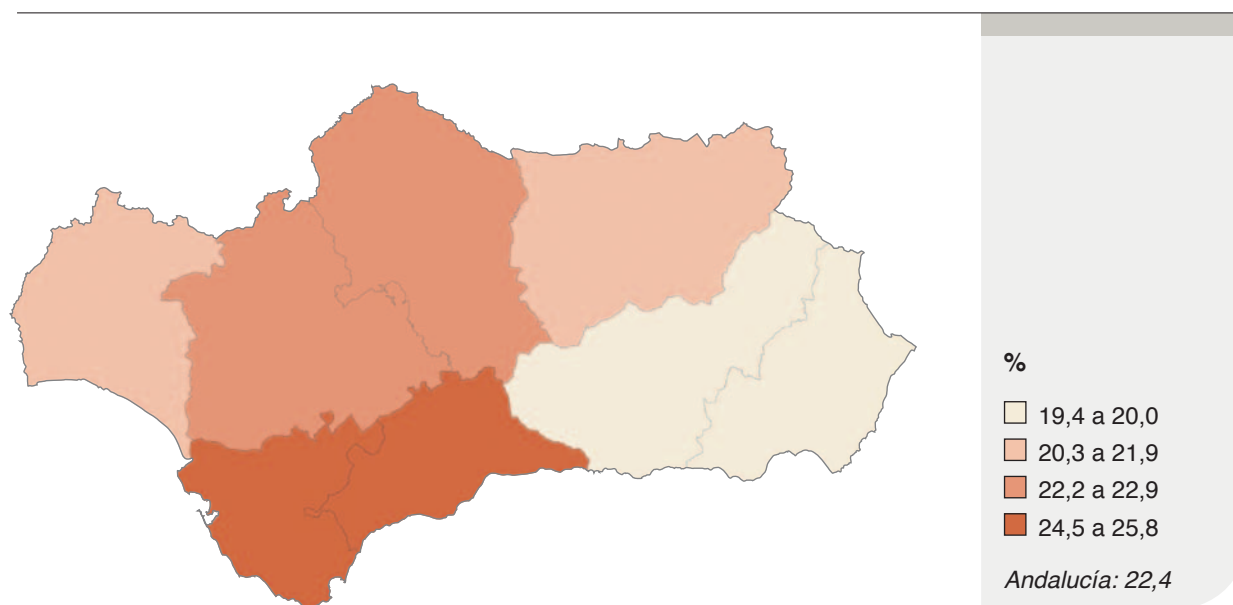 %
19,4 a 20,0
20,3 a 21,9
22,2 a 22,9
24,5 a 25,8
Andalucía: 22,4